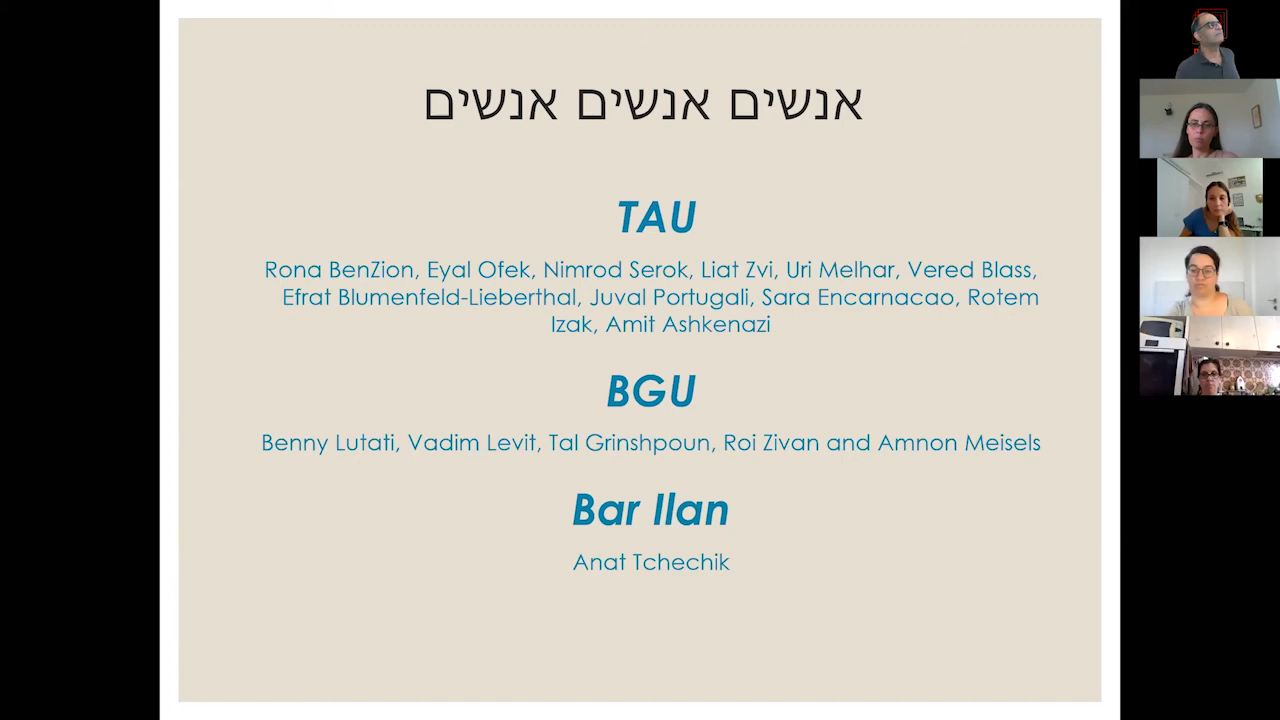 אנשים אנשים אנשים
TAU
Rona BenZion, Eyal Ofek, Nimrod Serok, Liat Zvi, Uri Melhar, Vered Blass,
Efrat Blumenfeld-Lieberthal, Juval Portugali, Sara Encarnacao, Rotem
Izak, Amit Ashkenazi
BGU
Benny Lutati, Vadim Levit, Tal Grinshpoun, Roi Zivan and Amnon Meisels
Bar Ilan
Anat Tchechik